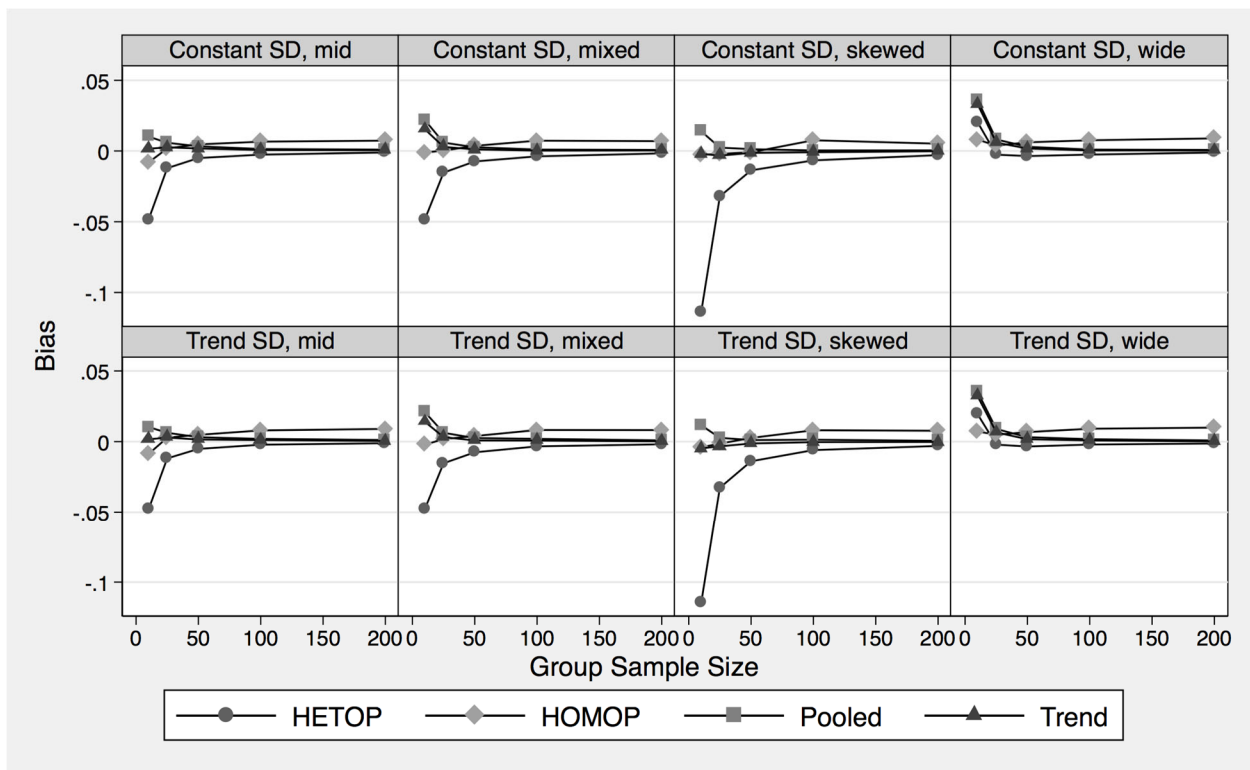 Constant SD, mid Constant SD, mixed Constant SD, skewed Constant SD, wide
.05
0
-.05
-.1
Bias
Trend SD, mid Trend SD, mixed Trend SD, skewed Trend SD, wide
.05
0
-.05
-.1
0 50 100 150 200 0 50 100 150 200 0 50 100 150 200 0 50 100 150 200
Group Sample Size
HETOP HOMOP Pooled Trend